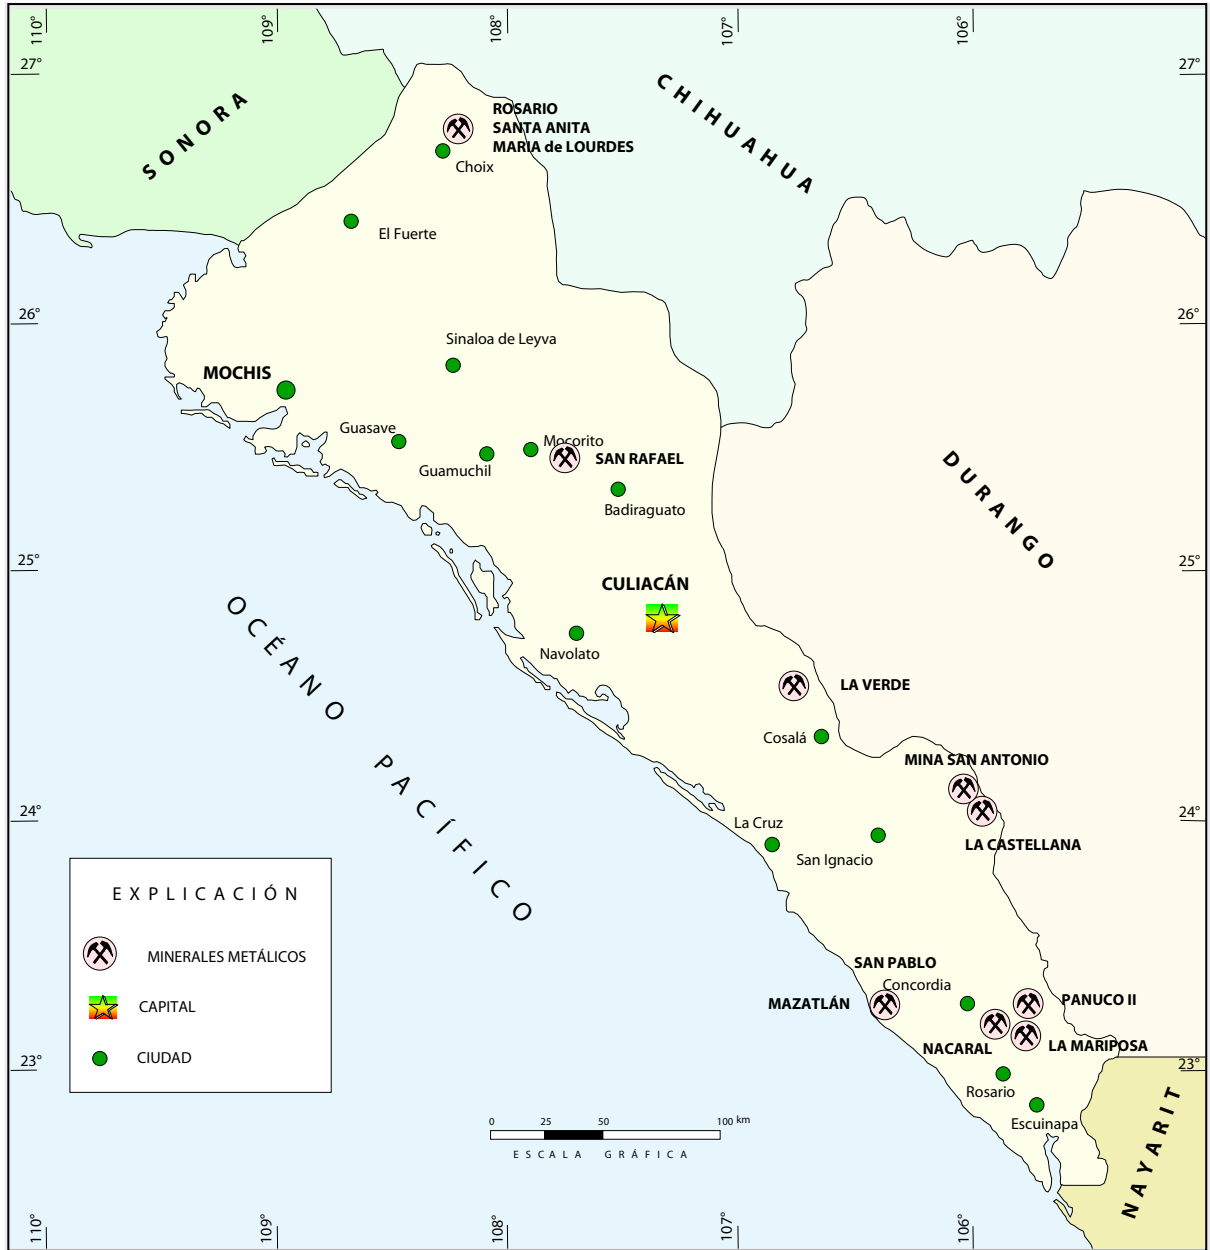 110°
109°
108°
107°
106°
27°
27°
SONORA
CHIHUAHUA
ROSARIO
SANTA ANITA
MARIA de LOURDES
Choix
El Fuerte
26°
26°
Sinaloa de Leyva
MOCHIS
Guasave
Mocorito
Guamuchil
SAN RAFAEL
Badiraguato
DURANGO
25°
25°
CULIACÁN
Navolato
OCÉANO PACÍFICO
LA VERDE
Cosalá
MINA SAN ANTONIO
24°
24°
La Cruz
LA CASTELLANA
San Ignacio
EXPLICACIÓN
MINERALES METÁLICOS
CAPITAL
CIUDAD
SAN PABLO
Concordia
MAZATLÁN
PANUCO II
NACARAL
LA MARIPOSA
23°
23°
Rosario
Escuinapa
NAYARIT
0 25 50 100 km
ESCALA GRÁFICA
110°
109°
108°
107°
106°